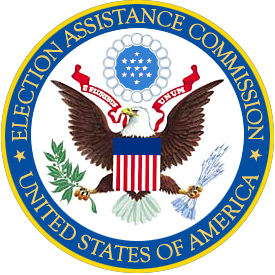 ★ ELECTION ASSISTANCE COMMISSION ★
E PLURIBUS UNUM
UNITED STATES OF AMERICA